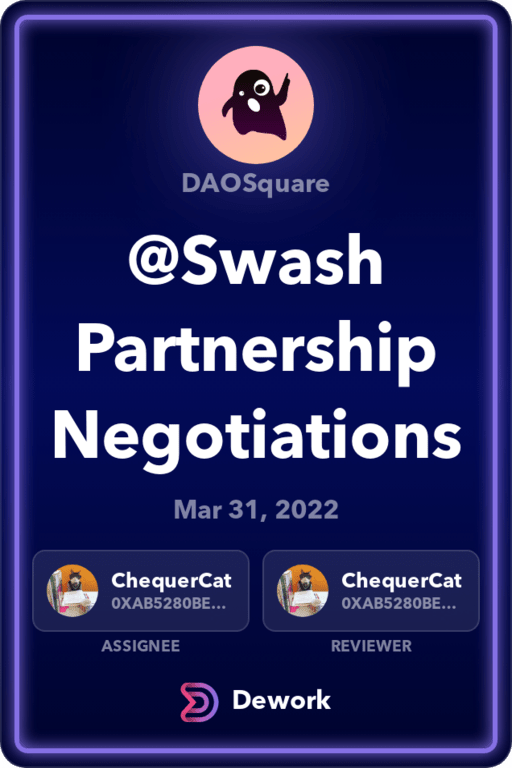 DAOSquare
@Swash
Partnership
Negotiations
Mar 31, 2022
ChequerCat
0XAB5280BE...
ASSIGNEE
ChequerCat
0XAB5280BE...
REVIEWER
Dework